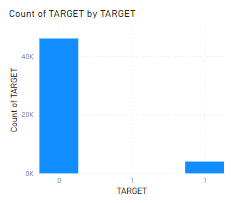 Count of TARGET by TARGET
Count of TARGET
40K
20K
0K
0
1
1
TARGET